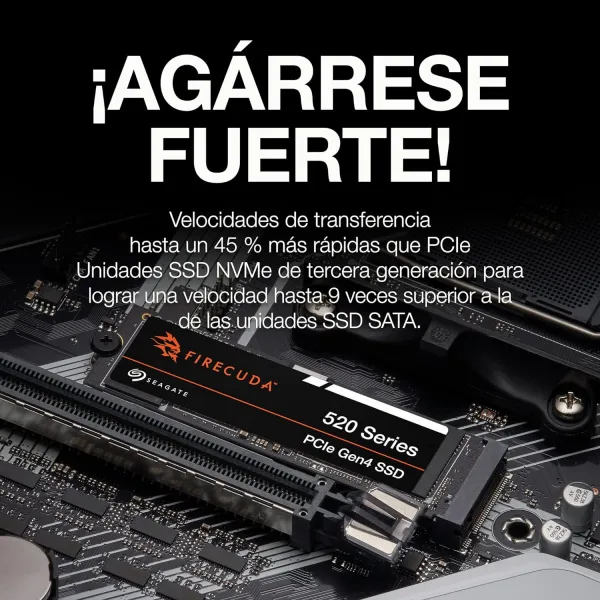 ¡AGÁRRESE
FUERTE!
Velocidades de transferencia
hasta un 45 % más rápidas que PCIe
Unidades SSD NVMe de tercera generación para
lograr una velocidad hasta 9 veces superior a la
de las unidades SSD SATA.
FIRECUDA™
SEAGATE
520 Series
PCIe Gen4 SSD